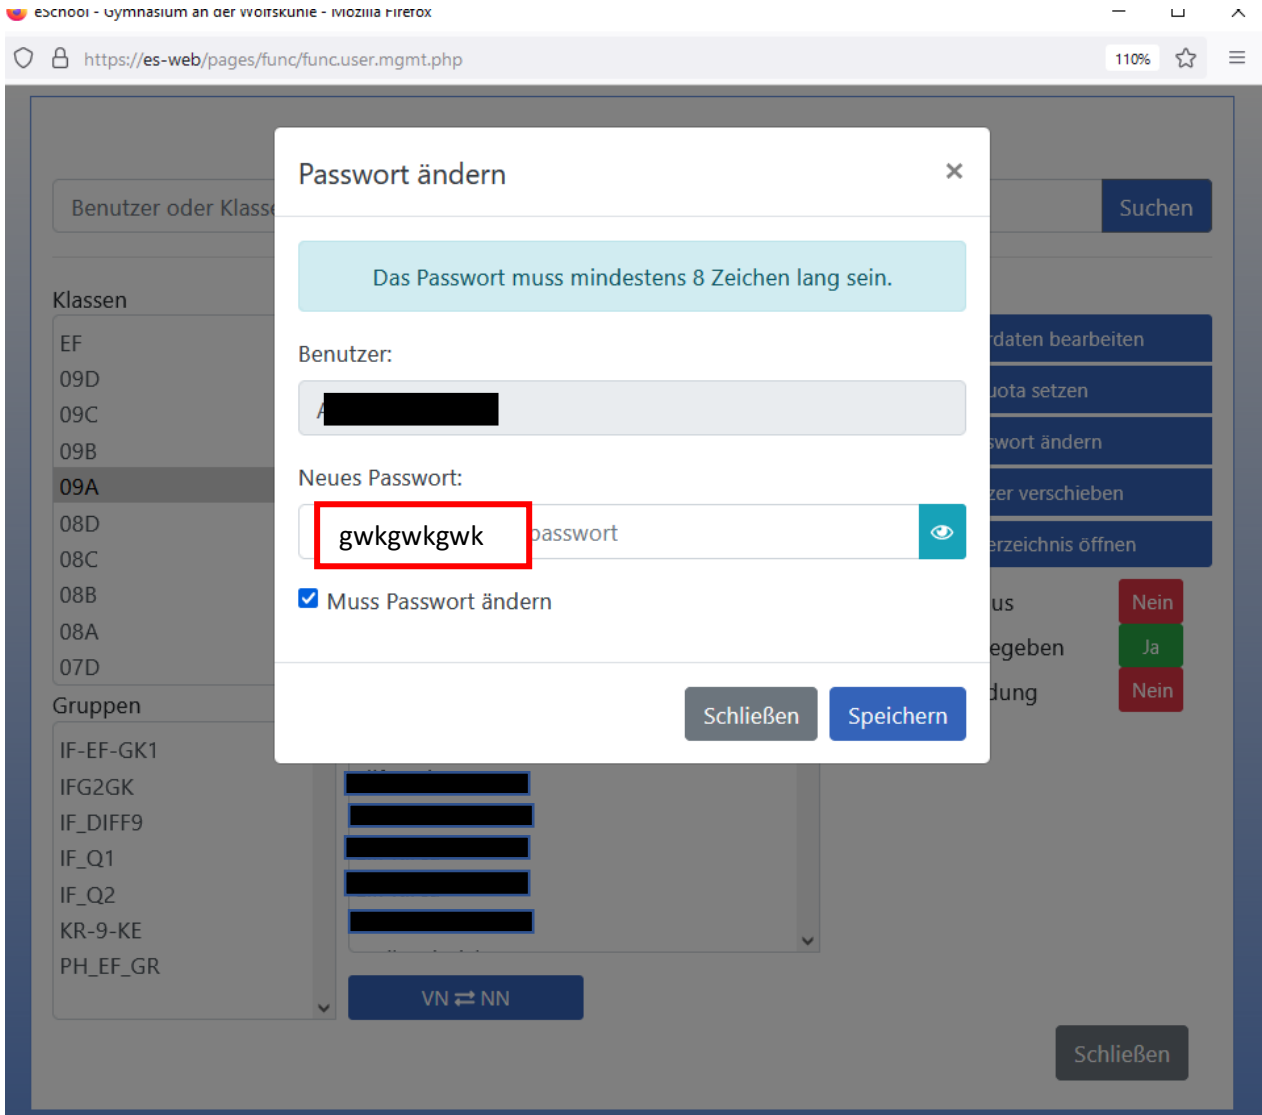 eSchool - Gymnasium an der Wolfskuhle - Mozilla Firefox
https://es-web/pages/func/func.user.mgmt.php
110%
Passwort ändern
×
Benutzer oder Klasse
Suchen
Das Passwort muss mindestens 8 Zeichen lang sein.
Klassen
EF
09D
09C
09B
09A
08D
08C
08B
08A
07D
Benutzer:
A
Neues Passwort:
gwkgwkgwk
passwort
Muss Passwort ändern
Schließen
Speichern
rdaten bearbeiten
uota setzen
swort ändern
zer verschieben
erzeichnis öffnen
us
Nein
egeben
Ja
dung
Nein
Gruppen
IF-EF-GK1
IFG2GK
IF_DIFF9
IF_Q1
IF_Q2
KR-9-KE
PH_EF_GR
VN ⇄ NN
Schließen